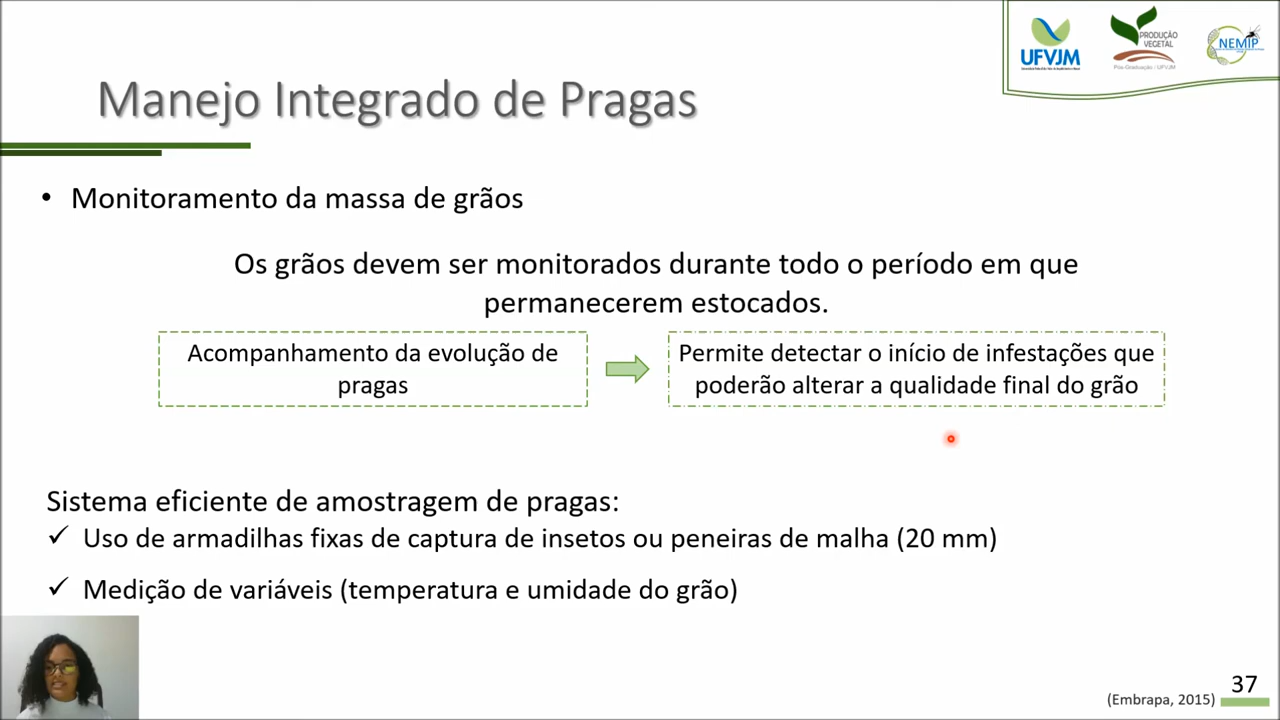 UFVJM
PRODUÇÃO
VEGETAL
Pós-Graduação / UFVJM
NEMIP
Manejo Integrado de Pragas
• Monitoramento da massa de grãos
Os grãos devem ser monitorados durante todo o período em que
permanecerem estocados.
Acompanhamento da evolução de
pragas
Permite detectar o início de infestações que
poderão alterar a qualidade final do grão
Sistema eficiente de amostragem de pragas:
✓ Uso de armadilhas fixas de captura de insetos ou peneiras de malha (20 mm)
✓ Medição de variáveis (temperatura e umidade do grão)
(Embrapa, 2015)
37